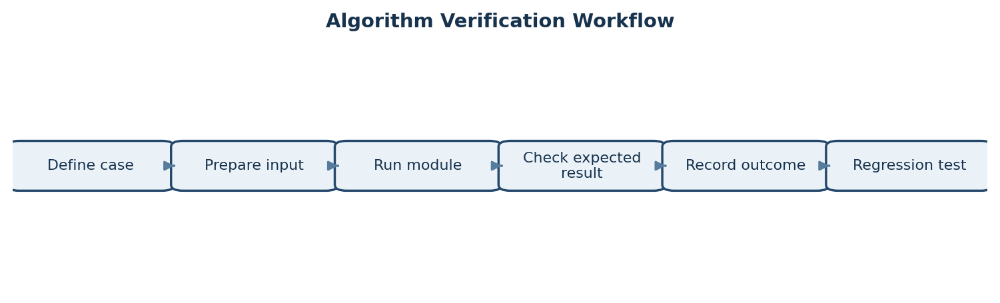 Algorithm Verification Workflow
Define case
Prepare input
Run module
Check expected
result
Record outcome
Regression test